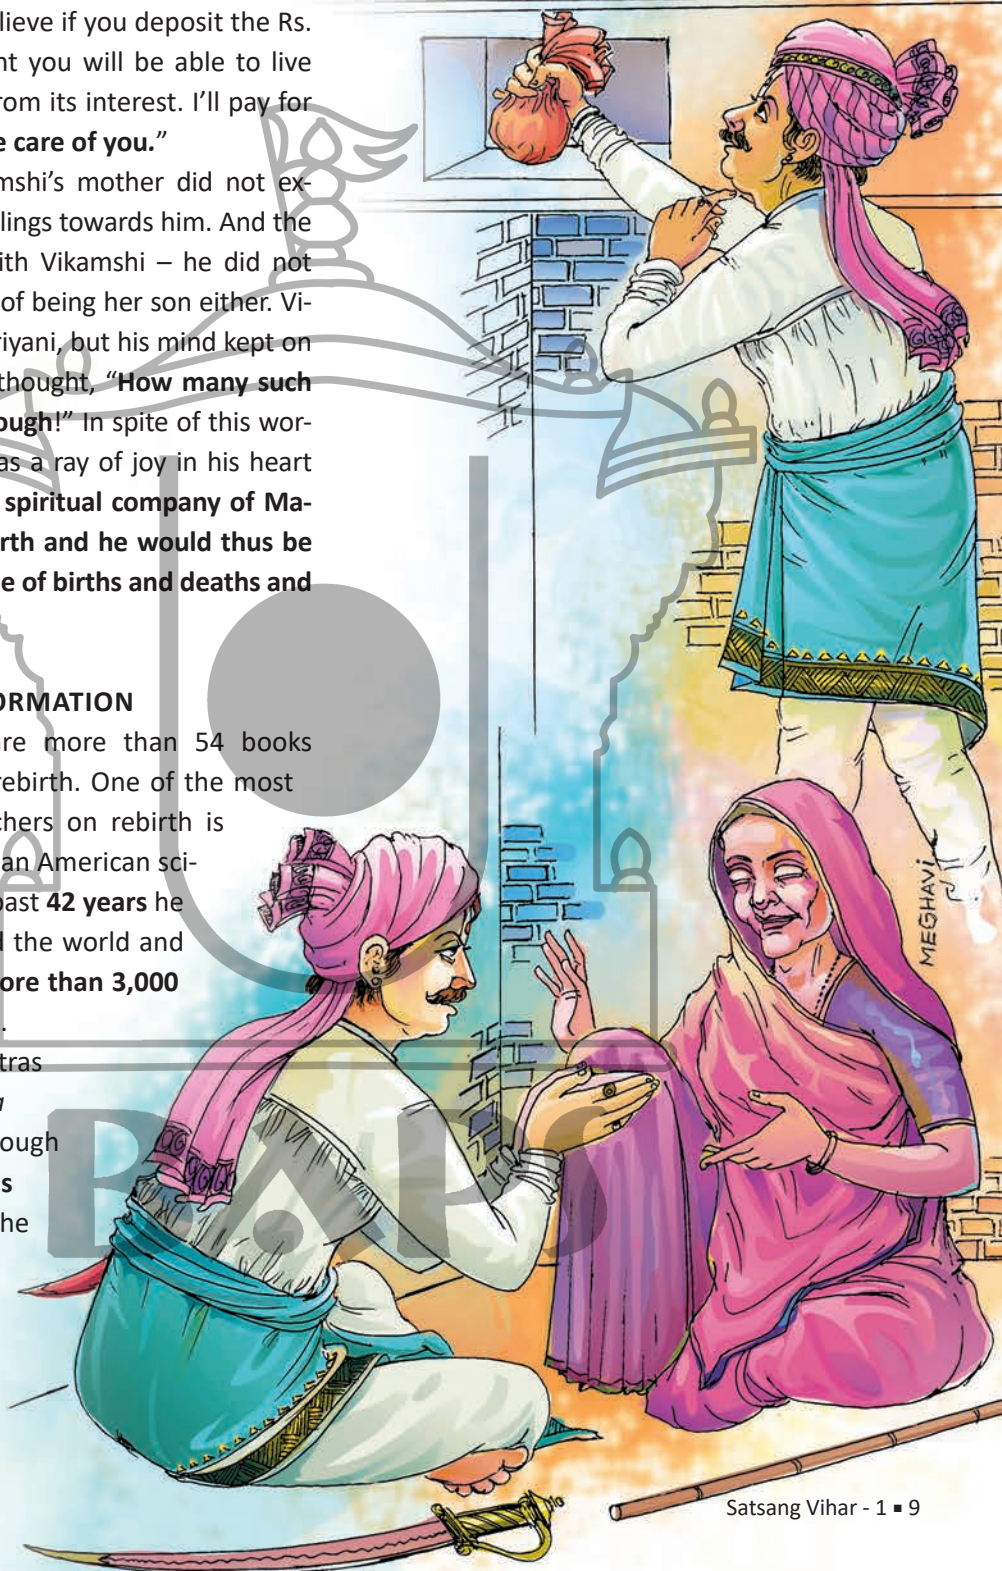 lieve if you deposit the Rs.
nt you will be able to live
rom its interest. I’ll pay for
e care of you.”
mshi’s mother did not ex-
lings towards him. And the
ith Vikamshi – he did not
of being her son either. Vi-
riyani, but his mind kept on
thought, “How many such
ough!” In spite of this wor-
as a ray of joy in his heart
spiritual company of Ma-
rth and he would thus be
e of births and deaths and
ORMATION
are more than 54 books
rebirth. One of the most
chers on rebirth is
an American sci-
past 42 years he
d the world and
ore than 3,000
.
tras
a
ough
s
he
MEGHAVI
BAPS
Satsang Vihar - 1 ▪ 9